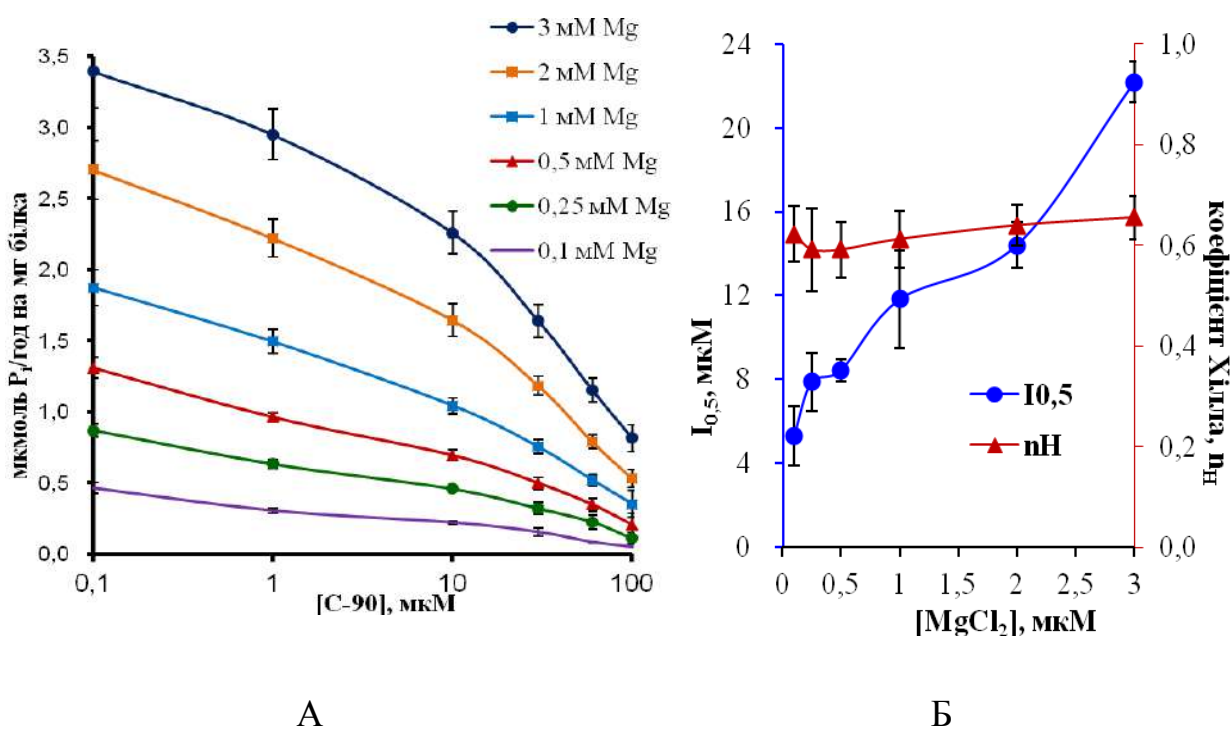 3 мМ Mg
2 мМ Mg
1 мМ Mg
0,5 мМ Mg
0,25 мМ Mg
0,1 мМ Mg
мкмоль Pᵢ/год на мг білка
3,5
3,0
2,5
2,0
1,5
1,0
0,5
0,0
0,1 1 10 100
[C-90], мкМ
А
I₀,₅, мкМ
24
20
16
12
8
4
0
I0,5
nH
1,0
0,8
0,6
0,4
0,2
0,0
коефіцієнт Хілла, n_H
0 0,5 1 1,5 2 2,5 3
[MgCl₂], мкМ
Б